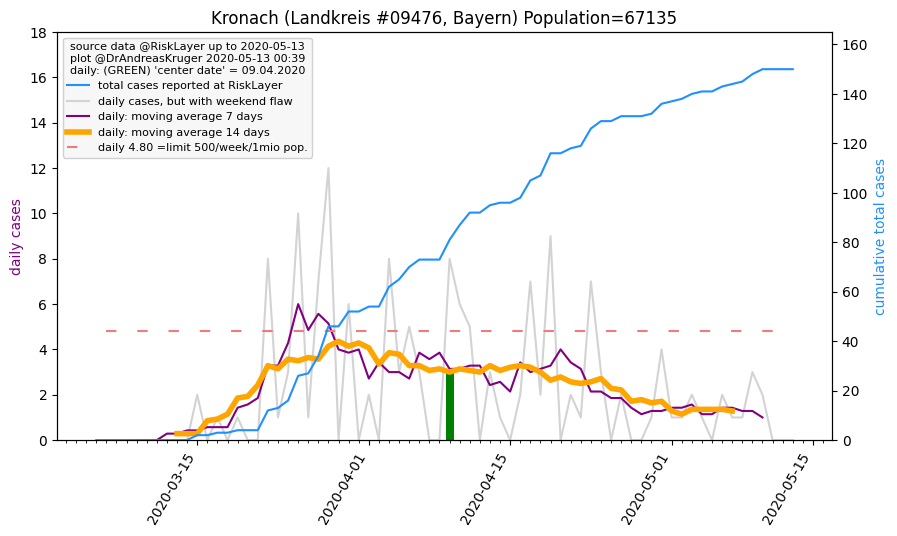 Kronach (Landkreis #09476, Bayern) Population=67135
source data @RiskLayer up to 2020-05-13
plot @DrAndreasKruger 2020-05-13 00:39
daily: (GREEN) 'center date' = 09.04.2020
total cases reported at RiskLayer
daily cases, but with weekend flaw
daily: moving average 7 days
daily: moving average 14 days
daily 4.80 =limit 500/week/1mio pop.
daily cases
18
16
14
12
10
8
6
4
2
0
160
140
120
100
80
60
40
20
0
cumulative total cases
2020-03-15
2020-04-01
2020-04-15
2020-05-01
2020-05-15